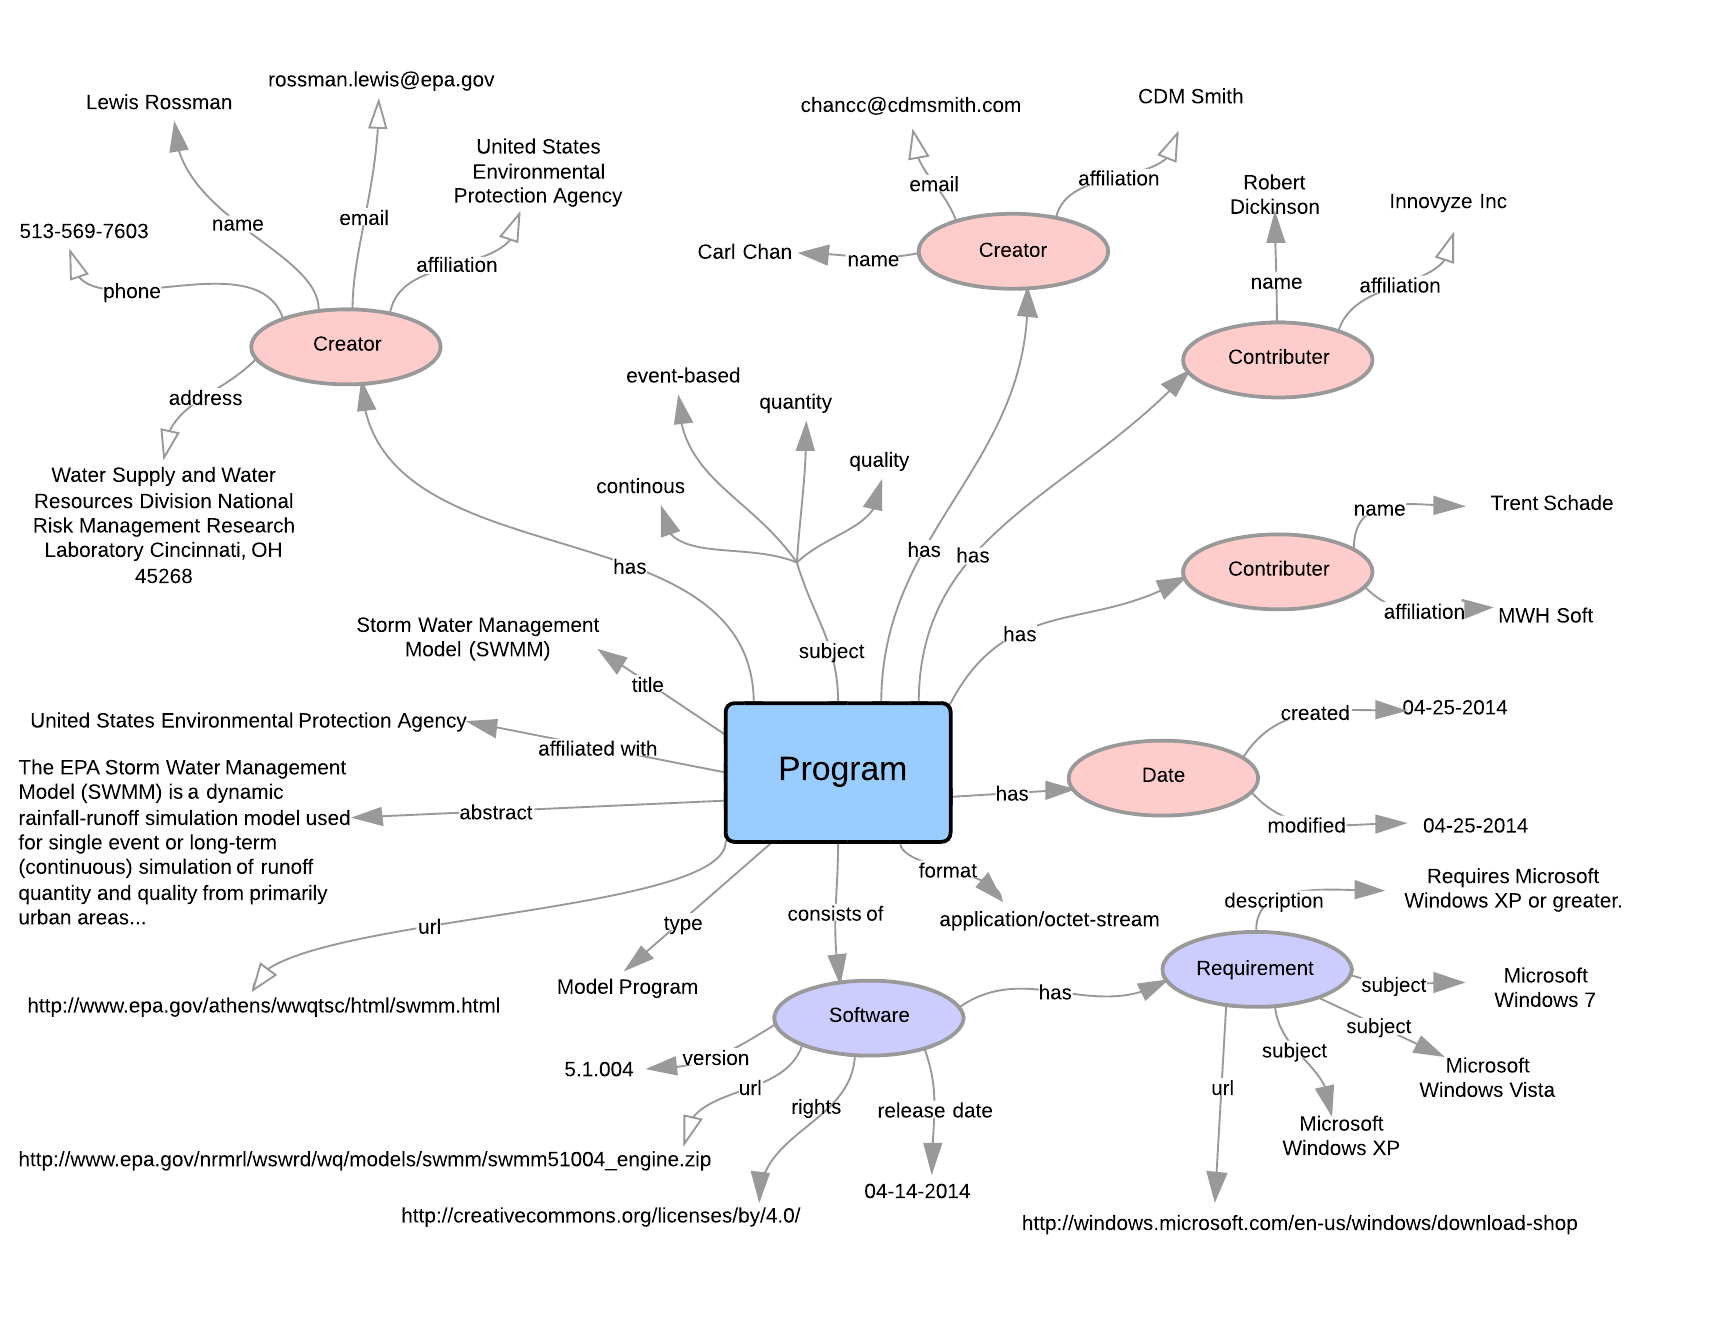 rossman.lewis@epa.gov
Lewis Rossman
United States
Environmental
Protection Agency
513-569-7603
name
email
affiliation
phone
Creator
address
Water Supply and Water
Resources Division National
Risk Management Research
Laboratory Cincinnati, OH
45268
has
chancc@cdmsmith.com
CDM Smith
email
affiliation
Carl Chan
name
Creator
Robert
Dickinson
Innovyze Inc
name
affiliation
Contributer
event-based
quantity
quality
continous
has
has
subject
name
Trent Schade
Contributer
affiliation
MWH Soft
has
Storm Water Management
Model (SWMM)
title
United States Environmental Protection Agency
affiliated with
The EPA Storm Water Management
Model (SWMM) is a dynamic
rainfall-runoff simulation model used
for single event or long-term
(continuous) simulation of runoff
quantity and quality from primarily
urban areas...
abstract
Program
has
Date
created
04-25-2014
modified
04-25-2014
url
http://www.epa.gov/athens/wwqtsc/html/swmm.html
type
Model Program
consists of
format
application/octet-stream
Software
has
Requirement
description
Requires Microsoft
Windows XP or greater.
subject
Microsoft
Windows 7
subject
Microsoft
Windows Vista
subject
Microsoft
Windows XP
url
http://windows.microsoft.com/en-us/windows/download-shop
version
5.1.004
url
http://www.epa.gov/nrmrl/wswrd/wq/models/swmm/swmm51004_engine.zip
rights
http://creativecommons.org/licenses/by/4.0/
release date
04-14-2014